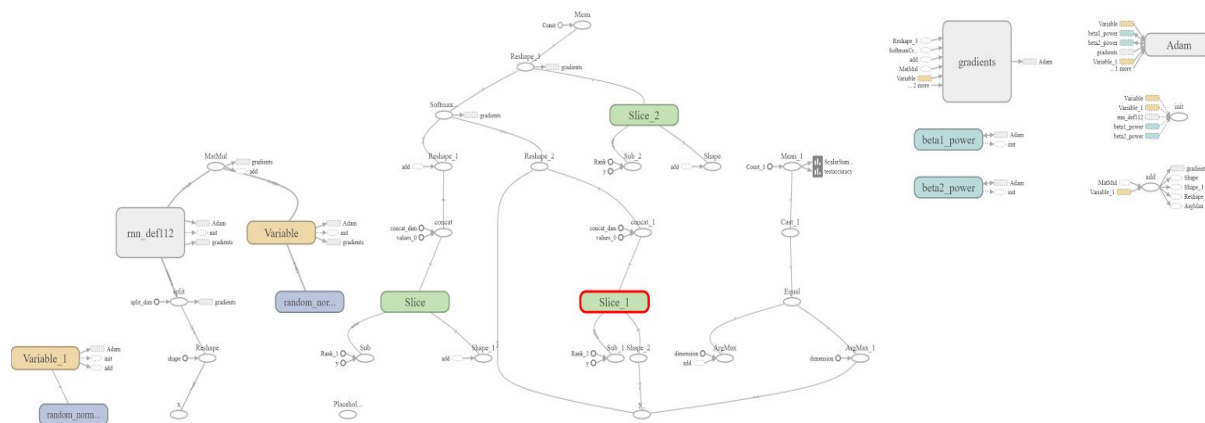 Mean
Const
Reshape_3
gradients
Softmax...
gradients
Slice_2
MatMul
gradients
add
add
Reshape_1
Reshape_2
Rank
y
Sub_2
add
Shape
Const_1
Mean_1
ScalarSum...
testaccuracy
rnn_def112
Adam
init
gradients
Variable
Adam
init
gradients
concat_dim
values_0
concat
concat_dim
values_0
concat_1
Cast_1
split_dim
split
gradients
random_nor...
Slice
Slice_1
Equal
Variable_1
Adam
init
add
shape
Reshape
Rank_1
y
Sub
add
Shape_1
Rank_2
y
Sub_1
Shape_2
dimension
add
ArgMax
dimension
ArgMax_1
random_norm...
x
Placehol...
Reshape_3
SoftmaxCr...
add
MatMul
Variable
... 2 more
gradients
Adam
Variable
beta1_power
beta2_power
gradients
Variable_1
... 1 more
Adam
beta1_power
Adam
init
beta2_power
Adam
init
Variable
Variable_1
rnn_def112
beta1_power
beta2_power
init
MatMul
Variable_1
add
gradient
Shape
Shape_1
Reshape_
ArgMax